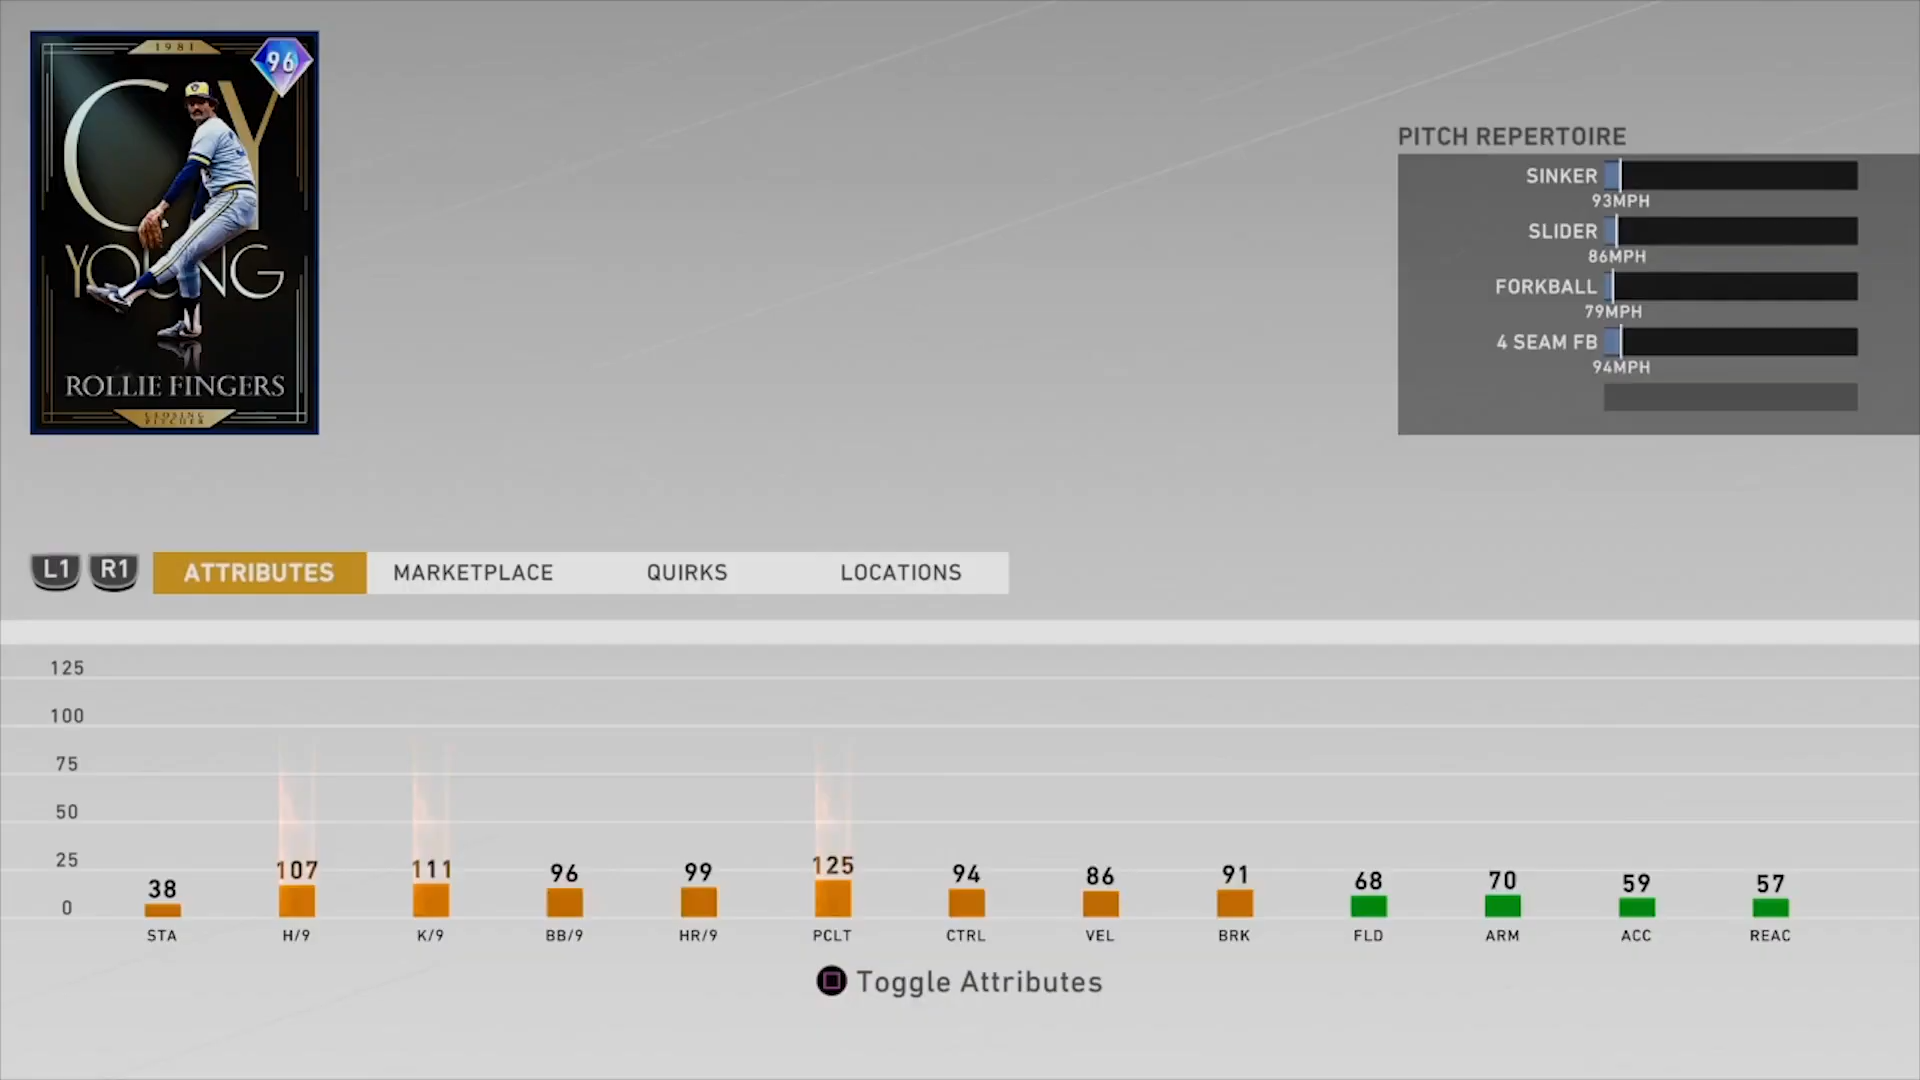 1981
96
CY
YOUNG
ROLLIE FINGERS
CLOSING
PITCHER
PITCH REPERTOIRE
SINKER
93MPH
SLIDER
86MPH
FORKBALL
79MPH
4 SEAM FB
94MPH
L1 R1 ATTRIBUTES MARKETPLACE QUIRKS LOCATIONS
125
100
75
50
25
0
38 107 111 96 99 125 94 86 91 68 70 59 57
STA H/9 K/9 BB/9 HR/9 PCLT CTRL VEL BRK FLD ARM ACC REAC
Toggle Attributes